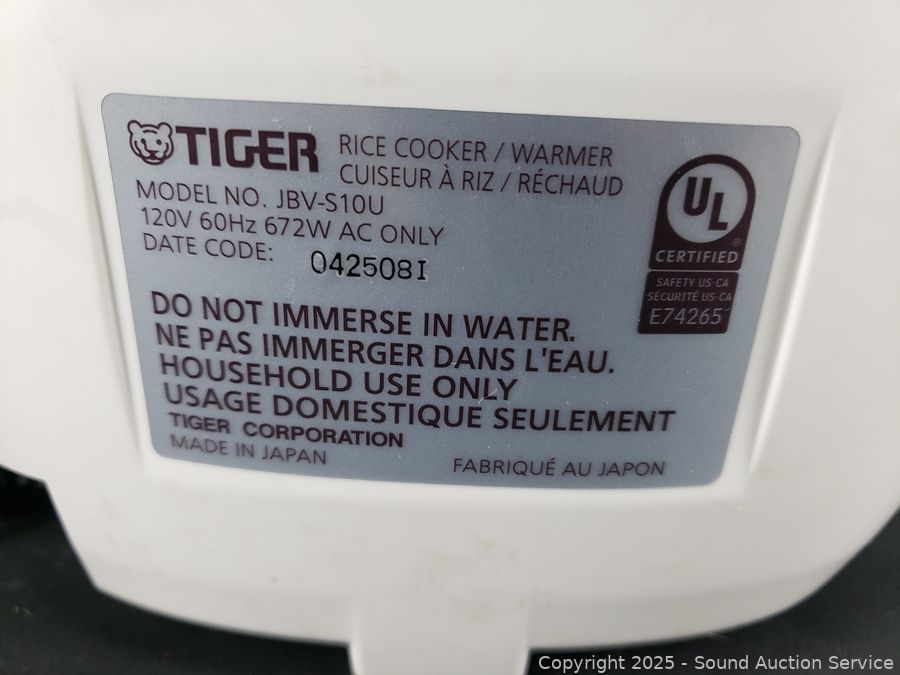 TIGER
RICE COOKER / WARMER
CUISEUR À RIZ / RÉCHAUD
MODEL NO. JBV-S10U
120V 60Hz 672W AC ONLY
DATE CODE: 042508I
UL
®
CERTIFIED
SAFETY US-CA
SÉCURITÉ US-CA
E74265
DO NOT IMMERSE IN WATER.
NE PAS IMMERGER DANS L'EAU.
HOUSEHOLD USE ONLY
USAGE DOMESTIQUE SEULEMENT
TIGER CORPORATION
MADE IN JAPAN
FABRIQUÉ AU JAPON
Copyright © 2025 - Sound Auction Service